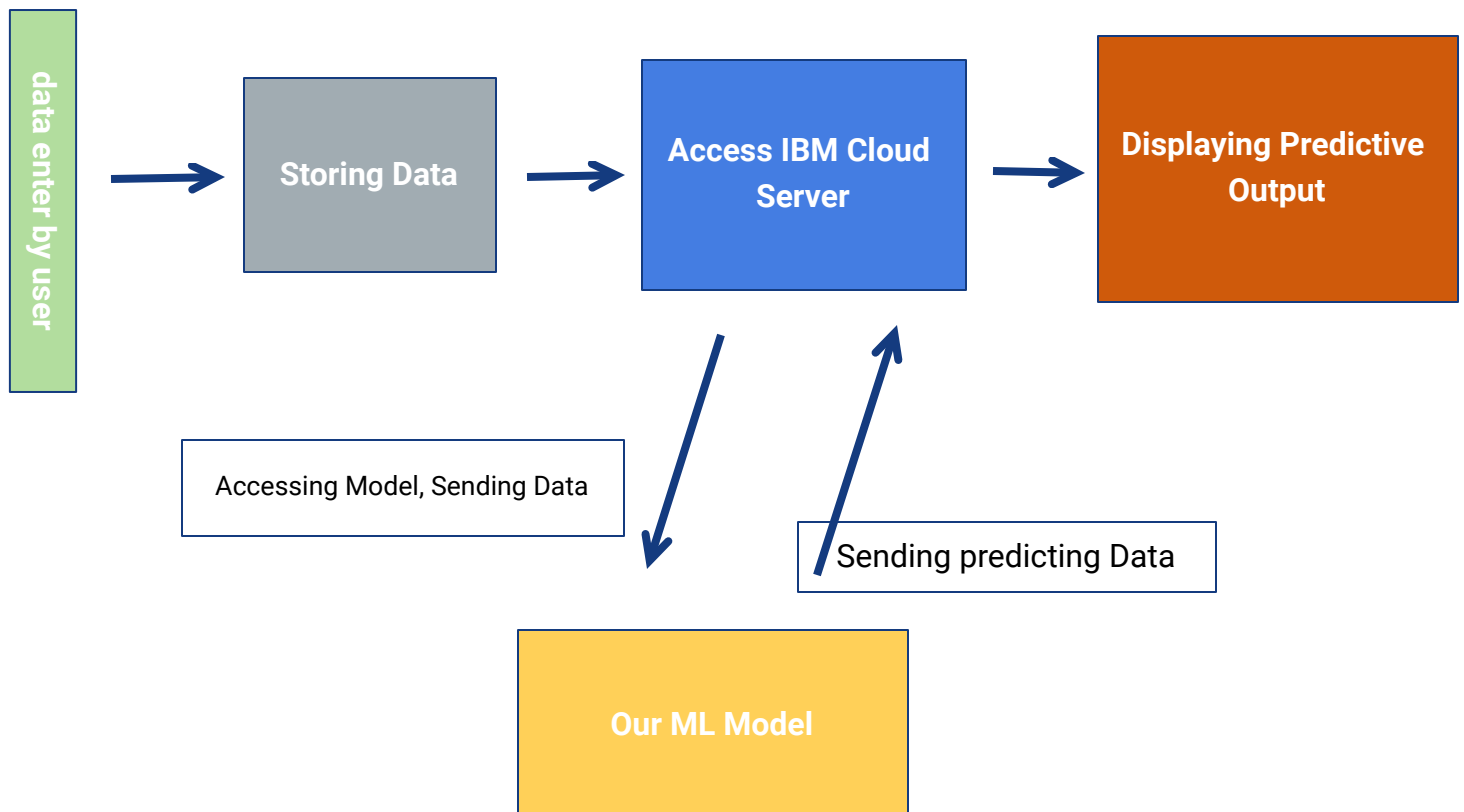 data enter by user
Storing Data
Access IBM Cloud
Server
Displaying Predictive
Output
Accessing Model, Sending Data
Sending predicting Data
Our ML Model